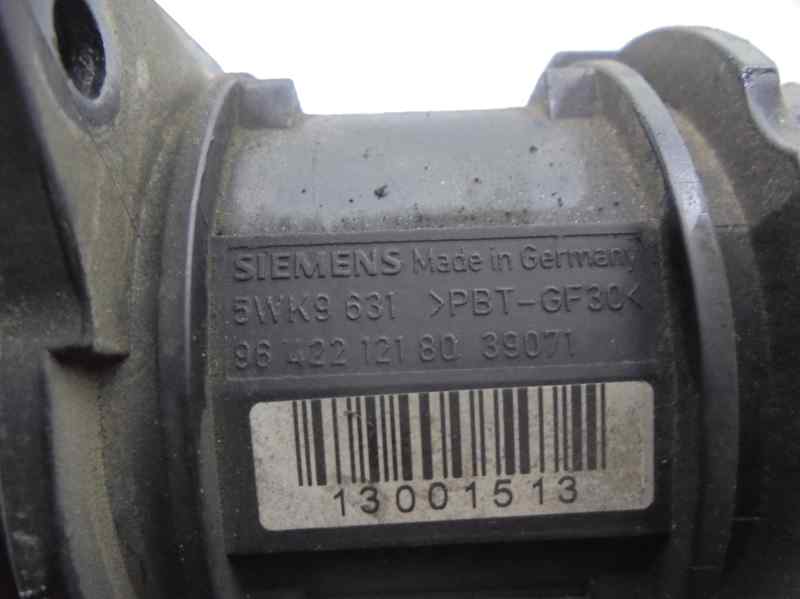 SIEMENS Made in Germany
5WK9 631 >PBT-GF30<
96 422 121 80 39071
13001513